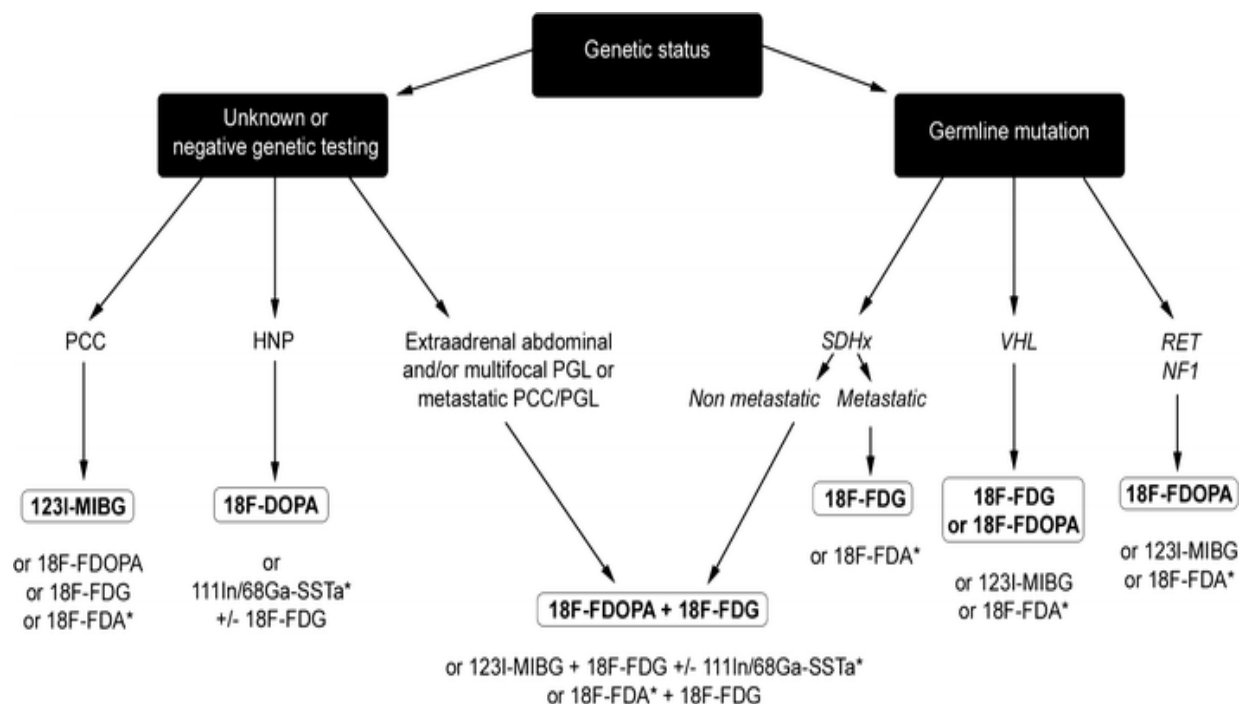 Genetic status
Unknown or
negative genetic testing
Germline mutation
PCC
HNP
Extraadrenal abdominal
and/or multifocal PGL or
metastatic PCC/PGL
SDHx
Non metastatic
Metastatic
VHL
RET
NF1
123I-MIBG
or 18F-FDOPA
or 18F-FDG
or 18F-FDA*
18F-DOPA
or
111In/68Ga-SSTa*
+/- 18F-FDG
18F-FDOPA + 18F-FDG
or 123I-MIBG + 18F-FDG +/- 111In/68Ga-SSTa*
or 18F-FDA* + 18F-FDG
18F-FDG
or 18F-FDA*
18F-FDG
or 18F-FDOPA
or 123I-MIBG
or 18F-FDA*
18F-FDOPA
or 123I-MIBG
or 18F-FDA*